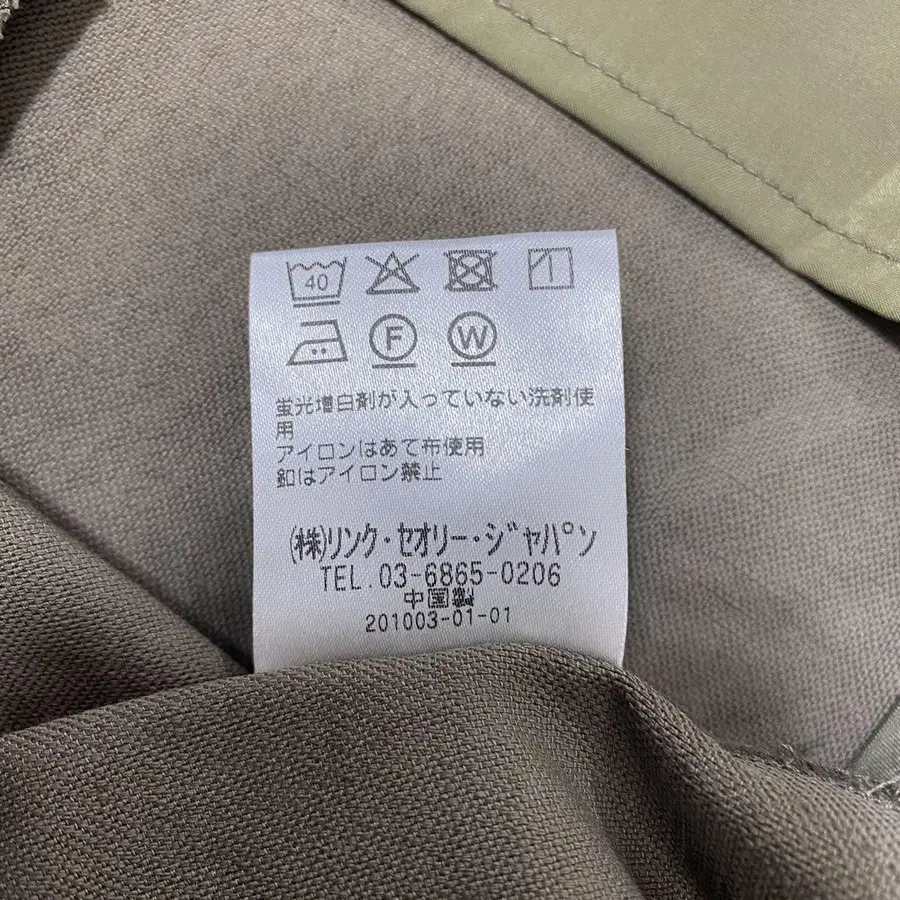 40
F W
蛍光増白剤が入っていない洗剤使
用
アイロンはあて布使用
釦はアイロン禁止
(株)リンク・セオリー・ジャパン
TEL.03-6865-0206
中国製
201003-01-01